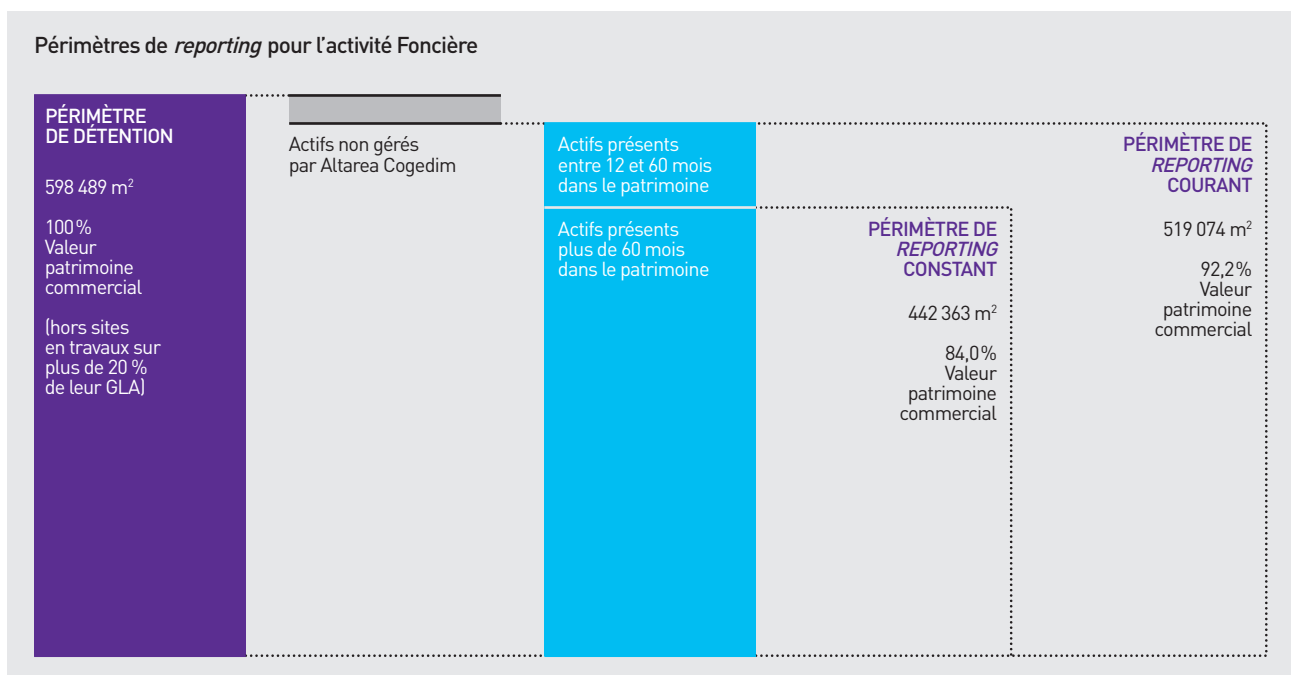 Périmètres de reporting pour l'activité Foncière
PÉRIMÈTRE
DE DÉTENTION
598 489 m²
100 %
Valeur
patrimoine
commercial
(hors sites
en travaux sur
plus de 20 %
de leur GLA)
Actifs non gérés
par Altarea Cogedim
Actifs présents
entre 12 et 60 mois
dans le patrimoine
Actifs présents
plus de 60 mois
dans le patrimoine
PÉRIMÈTRE DE
REPORTING
CONSTANT
442 363 m²
84,0%
Valeur
patrimoine
commercial
PÉRIMÈTRE DE
REPORTING
COURANT
519 074 m²
92,2%
Valeur
patrimoine
commercial